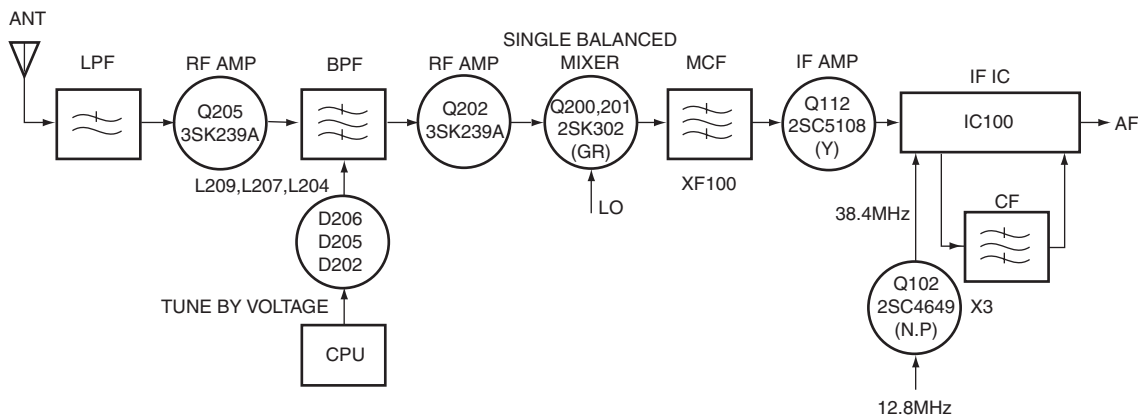 ANT
LPF
RF AMP
BPF
RF AMP
SINGLE BALANCED
MIXER
MCF
IF AMP
IF IC
Q205
3SK239A
Q202
3SK239A
Q200,201
2SK302
(GR)
Q112
2SC5108
(Y)
IC100
AF
L209,L207,L204
XF100
LO
D206
D205
D202
38.4MHz
CF
TUNE BY VOLTAGE
CPU
Q102
2SC4649
(N.P)
X3
12.8MHz